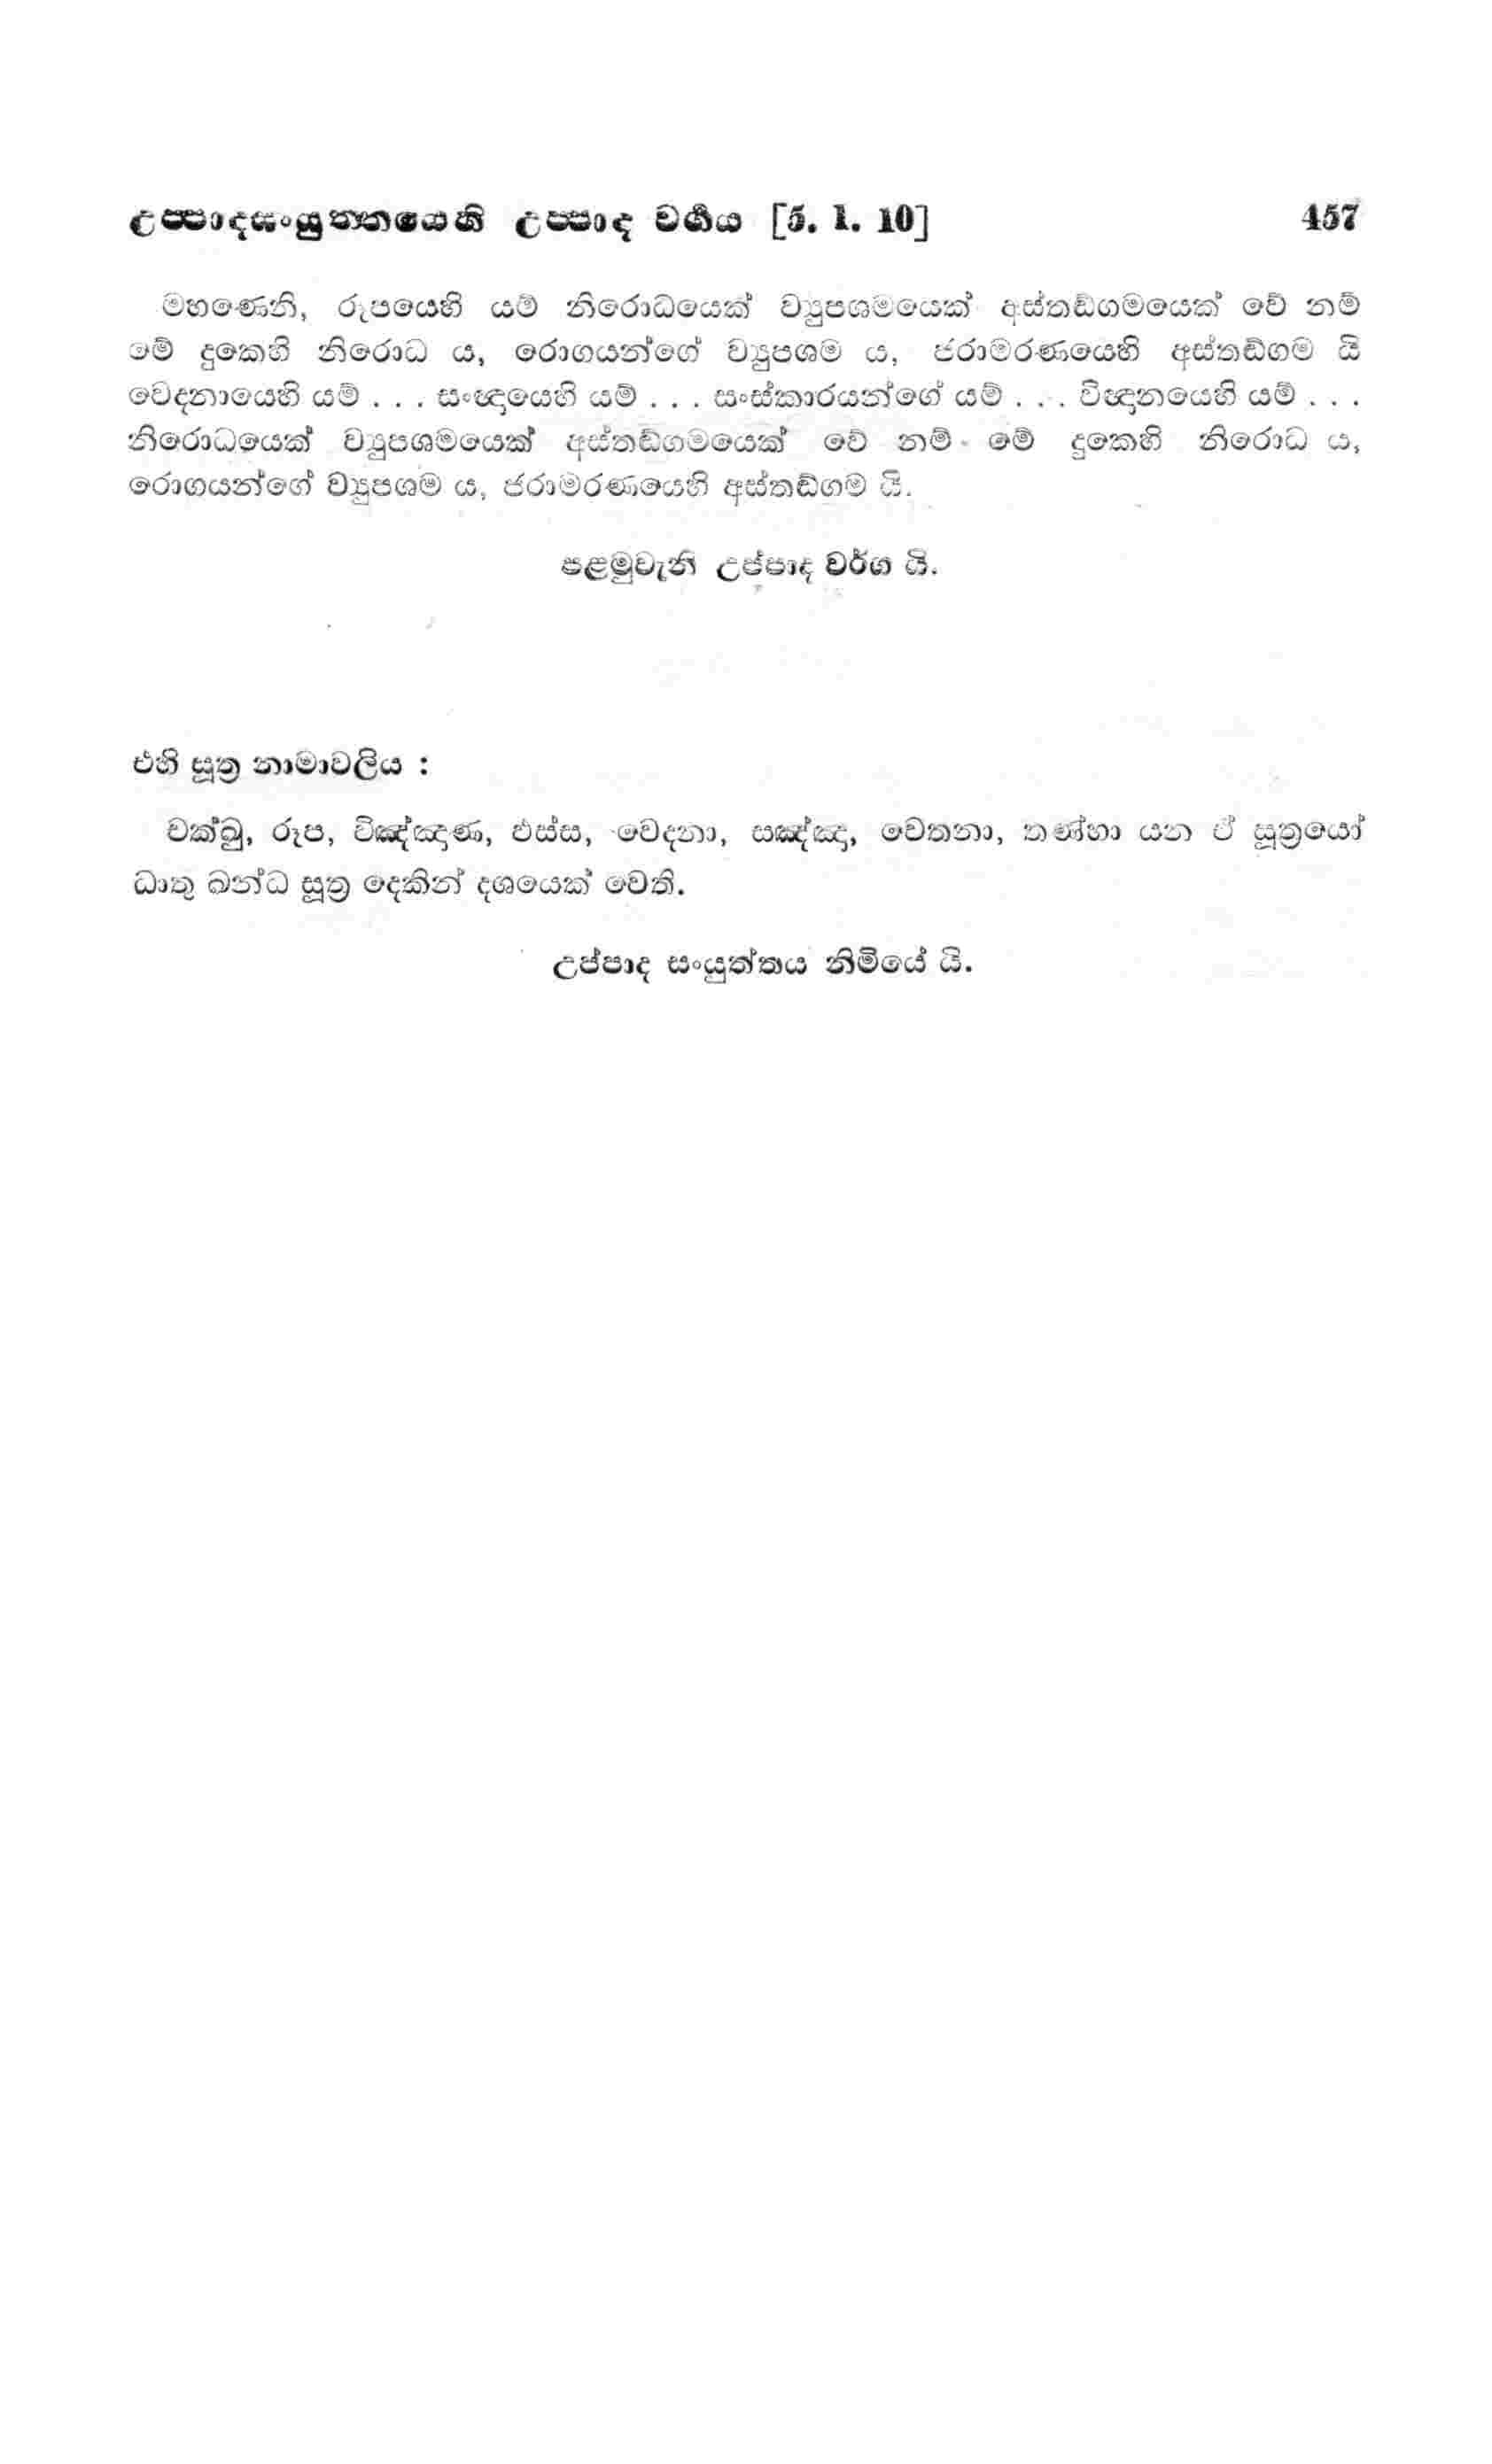 උප්පාදසංයුත්තයෙහි උප්පාද වර්‍ගය [5. 1. 10] 457
මහණෙනි, රූපයෙහි යම් නිරොධයෙක් ව්‍යුපශමයෙක් අස්තඞ්ගමයෙක් වේ නම්
මේ දුකෙහි නිරොධ ය, රොගයන්ගේ ව්‍යුපශම ය, ජරාමරණයෙහි අස්තඞ්ගම යි
වෙදනායෙහි යම් . . . සංඥායෙහි යම් . . . සංස්කාරයන්ගේ යම් . . . විඥානයෙහි යම් . . .
නිරොධයෙක් ව්‍යුපශමයෙක් අස්තඞ්ගමයෙක් වේ නම් මේ දුකෙහි නිරොධ ය,
රොගයන්ගේ ව්‍යුපශම ය, ජරාමරණයෙහි අස්තඞ්ගම යි.
පළමුවැනි උප්පාද වර්ග යි.
එහි සූත්‍ර නාමාවලිය :
චක්ඛු, රූප, විඤ්ඤාණ, ඵස්ස, වෙදනා, සඤ්ඤා, චෙතනා, තණ්හා යන ඒ සූත්‍රයෝ
ධාතු ඛන්ධ සූත්‍ර දෙකින් දශයෙක් වෙති.
උප්පාද සංයුත්තය නිමියේ යි.